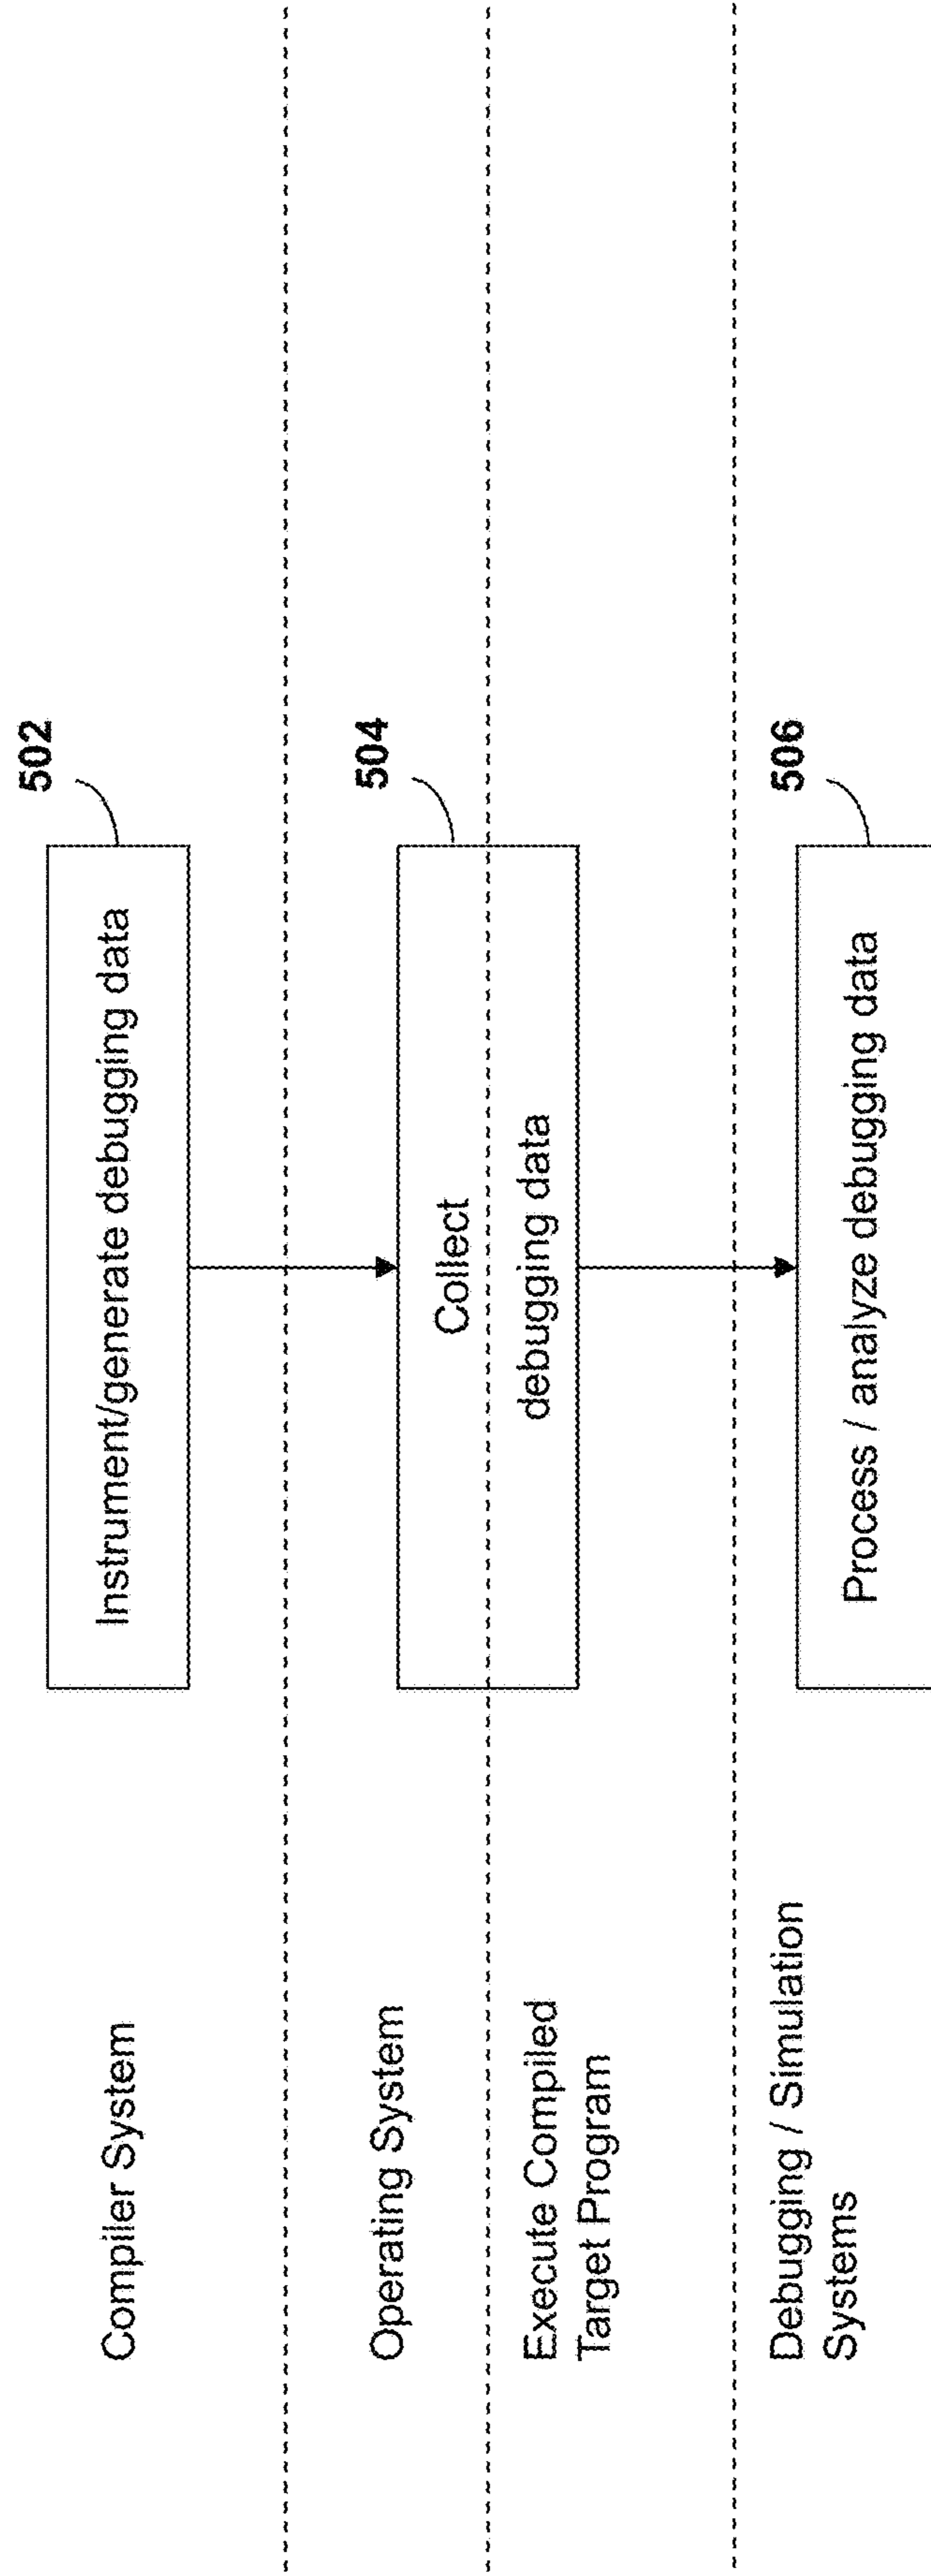 502
Compiler System
Instrument/generate debugging data
504
Operating System
Collect
Execute Compiled
Target Program
debugging data
506
Debugging / Simulation
Systems
Process / analyze debugging data